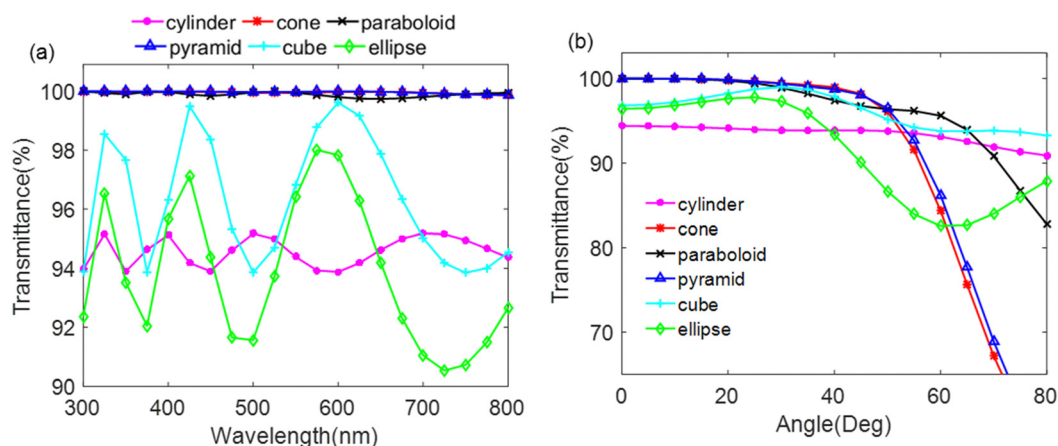 cylinder cone paraboloid
pyramid cube ellipse
(a)
100
98
96
94
92
90
Transmittance(%)
300 400 500 600 700 800
Wavelength(nm)
(b)
100
90
80
70
Transmittance(%)
cylinder
cone
paraboloid
pyramid
cube
ellipse
0 20 40 60 80
Angle(Deg)